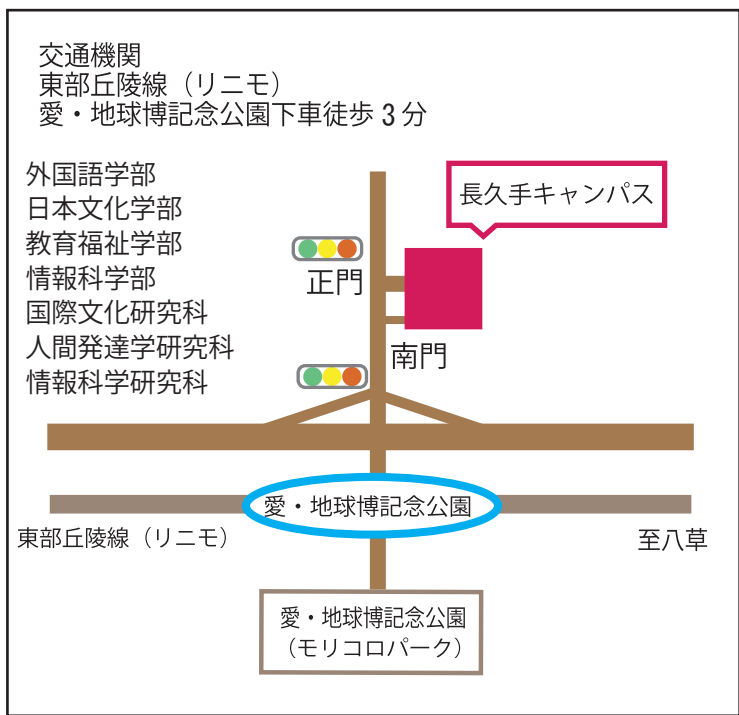 交通機関
東部丘陵線（リニモ）
愛・地球博記念公園下車徒歩 3 分
外国語学部
日本文化学部
教育福祉学部
情報科学部
国際文化研究科
人間発達学研究科
情報科学研究科
長久手キャンパス
正門
南門
愛・地球博記念公園
東部丘陵線（リニモ）
至八草
愛・地球博記念公園
（モリコロパーク）